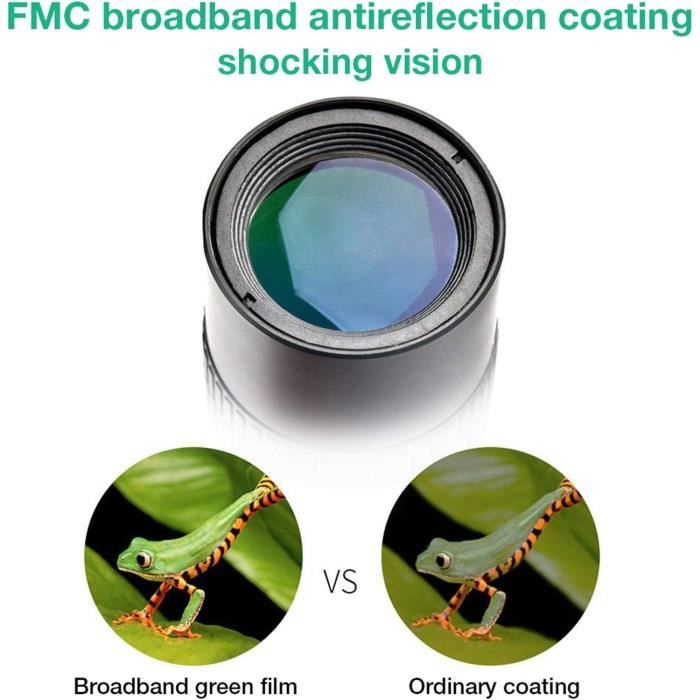 FMC broadband antireflection coating
shocking vision
VS
Broadband green film
Ordinary coating